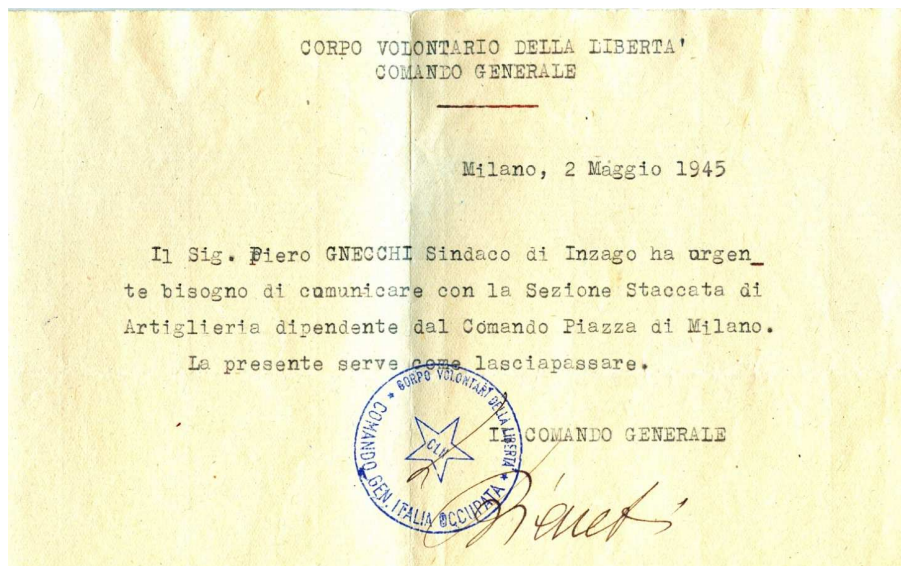 CORPO VOLONTARIO DELLA LIBERTA'
COMANDO GENERALE
Milano, 2 Maggio 1945
Il Sig. Piero GNECCHI Sindaco di Inzago ha urgen_
te bisogno di comunicare con la Sezione Staccata di
Artiglieria dipendente dal Comando Piazza di Milano.
La presente serve come lasciapassare.
* CORPO VOLONTARI DELLA LIBERTA' *
COMANDO GEN. ITALIA OCCUPATA
CLN
IL COMANDO GENERALE